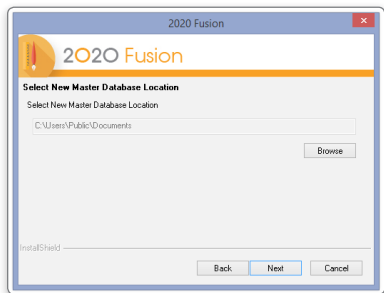 2020 Fusion
2020 Fusion
Select New Master Database Location
Select New Master Database Location
C:\Users\Public\Documents
Browse
InstallShield
Back Next Cancel